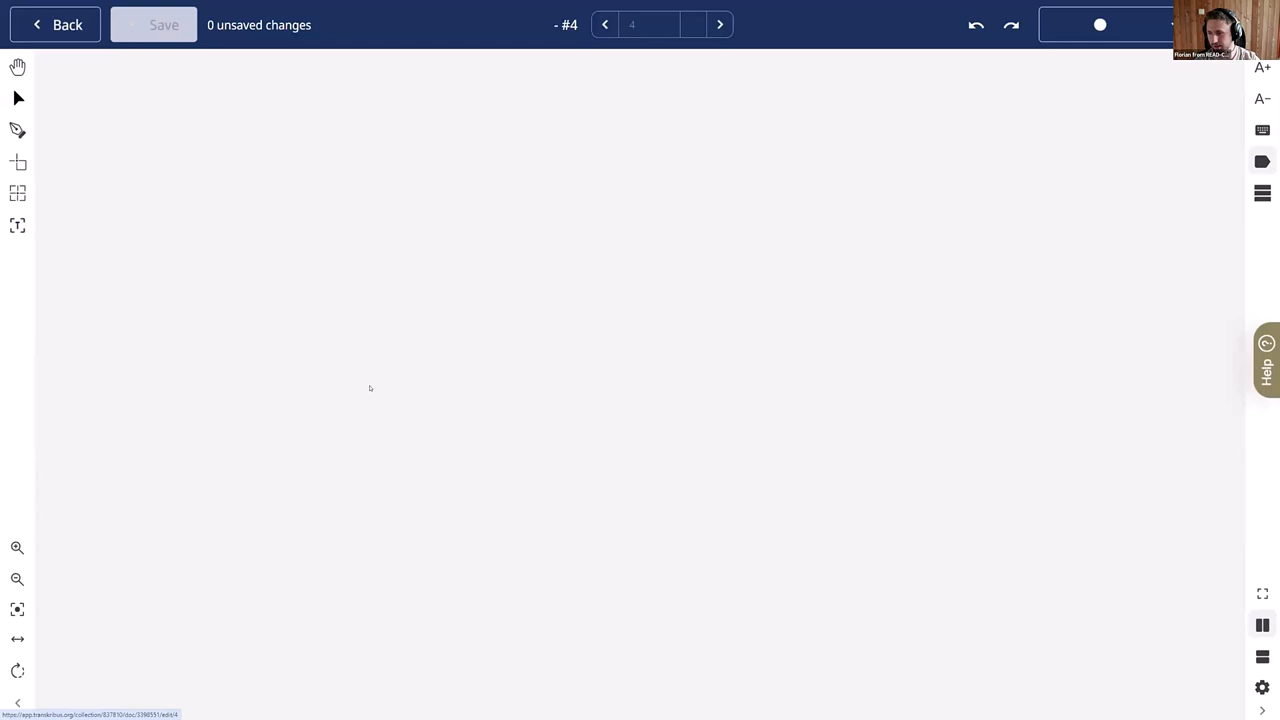 Back
Save
0 unsaved changes
- #4
4
Florian from READ-C...
A+
A-
T
Help ?
https://app.transkribus.org/collection/837810/doc/3398551/edit/4